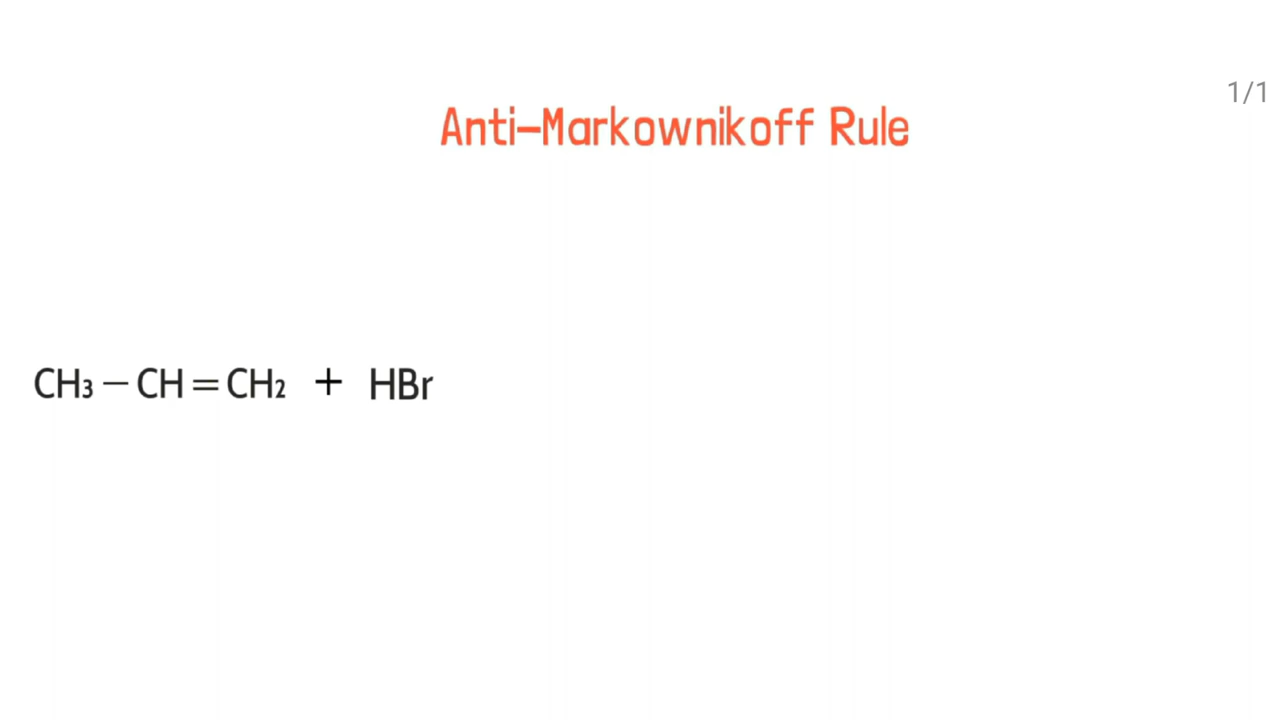 1/1
Anti-Markownikoff Rule
CH₃ – CH = CH₂ + HBr